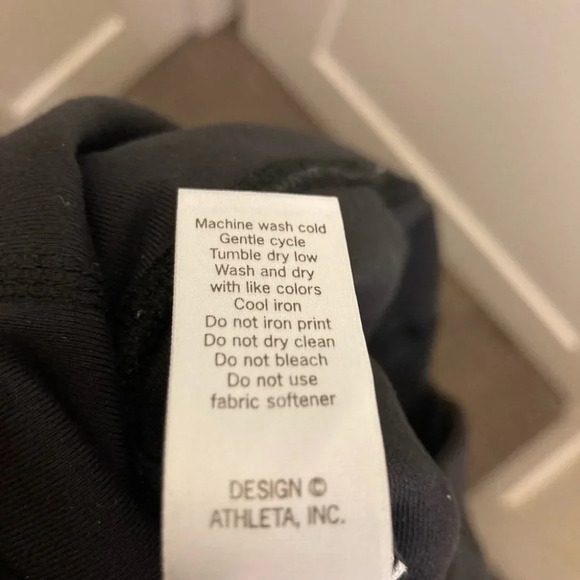 Machine wash cold
Gentle cycle
Tumble dry low
Wash and dry
with like colors
Cool iron
Do not iron print
Do not dry clean
Do not bleach
Do not use
fabric softener
DESIGN ©
ATHLETA, INC.